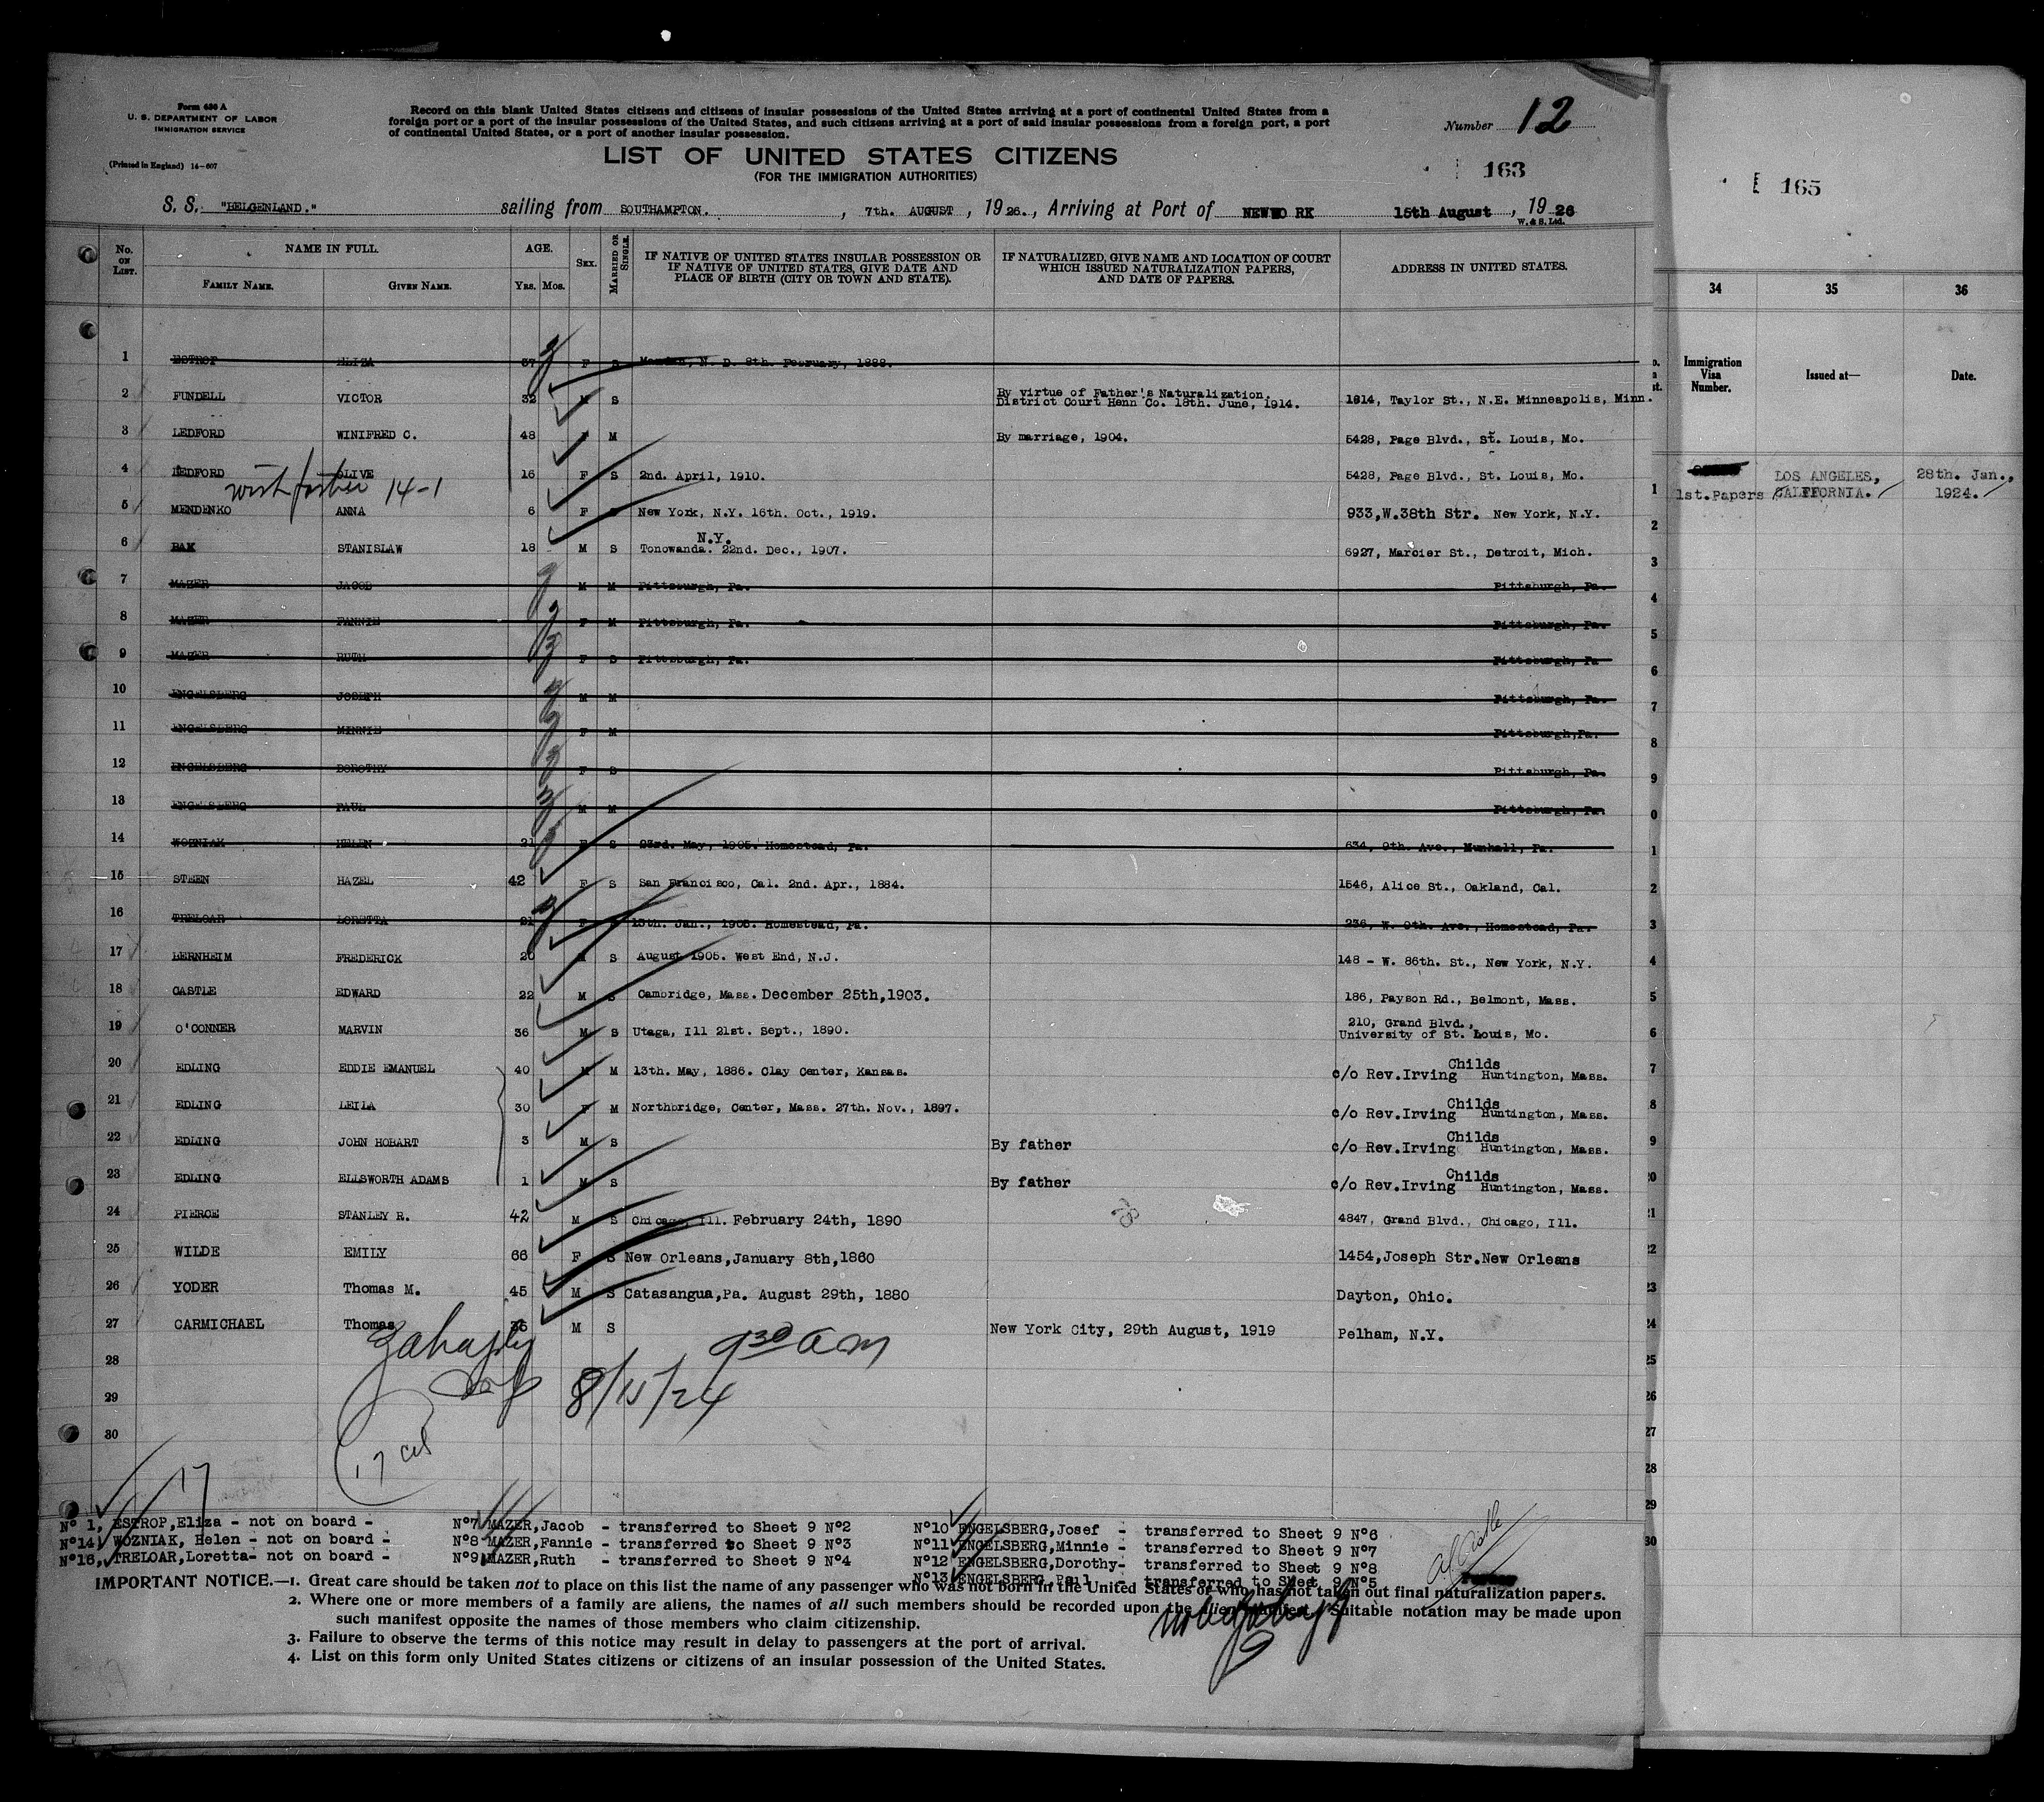 Form 630 A
U. S. DEPARTMENT OF LABOR
IMMIGRATION SERVICE
(Printed in England) 14-607
Record on this blank United States citizens and citizens of insular possessions of the United States arriving at a port of continental United States from a
foreign port or a port of the insular possessions of the United States, and such citizens arriving at a port of said insular possessions from a foreign port, a port
of continental United States, or a port of another insular possession.
Number 12
LIST OF UNITED STATES CITIZENS
(FOR THE IMMIGRATION AUTHORITIES)
163
S. S. "BELGENLAND." sailing from SOUTHAMPTON. , 7th. AUGUST , 1926. , Arriving at Port of NEWYO RK 15th August , 1926
W. & S. Ltd.
No. ON LIST. NAME IN FULL. AGE. SEX. MARRIED OR SINGLE. IF NATIVE OF UNITED STATES INSULAR POSSESSION OR IF NATIVE OF UNITED STATES, GIVE DATE AND PLACE OF BIRTH (CITY OR TOWN AND STATE). IF NATURALIZED, GIVE NAME AND LOCATION OF COURT WHICH ISSUED NATURALIZATION PAPERS, AND DATE OF PAPERS. ADDRESS IN UNITED STATES.
FAMILY NAME. GIVEN NAME. YRS. MOS.
1 ESTROP ELIZA 37 F S N. D. 8th. February, 1888.
2 FUNDELL VICTOR 32 M S By virtue of Father's Naturalization. District Court Henn Co. 18th. June, 1914. 1814, Taylor St., N.E. Minneapolis, Minn.
3 LEDFORD WINIFRED C. 48 F M By marriage, 1904. 5428, Page Blvd., St. Louis, Mo.
4 LEDFORD OLIVE 16 F S 2nd. April, 1910. 5428, Page Blvd., St. Louis, Mo.
with father 14-1
5 MENDENKO ANNA 6 F S New York, N.Y. 16th. Oct., 1919. 933,W.38th Str. New York, N.Y.
6 BAK STANISLAW 18 M S Tonowanda. N.Y. 22nd. Dec., 1907. 6927, Marcier St., Detroit, Mich.
7 MAZER JACOB M M Pittsburgh, Pa. Pittsburgh, Pa.
8 MAZER FANNIE F M Pittsburgh, Pa. Pittsburgh, Pa.
9 MAZER RUTH F S Pittsburgh, Pa. Pittsburgh, Pa
10 ENGELSBERG JOSEPH M M Pittsburgh, Pa.
11 ENGELSBERG MINNIE F M Pittsburgh,Pa.
12 ENGELSBERG DOROTHY F S Pittsburgh, Pa.
13 ENGELSBERG PAUL M M Pittsburgh, Pa.
14 WOZNIAK HELEN 21 F S 23rd. May, 1905. Homestead, Pa. 634, 9th. Ave., Munhall, Pa.
15 STEEN HAZEL 42 F S San Francisco, Cal. 2nd. Apr., 1884. 1546, Alice St., Oakland, Cal.
16 TRELOAR LORETTA 21 F 13th. Jan., 1905. Homestead, Pa. 236, W. 9th. Ave., Homestead, Pa.
17 BERNHEIM FREDERICK 20 M S August 1905. West End, N.J. 148 - W. 86th. St., New York, N.Y.
18 CASTLE EDWARD 22 M S Cambridge, Mass. December 25th,1903. 186, Payson Rd., Belmont, Mass.
19 O'CONNER MARVIN 36 M S Utaga, Ill 21st. Sept., 1890. 210, Grand Blvd., University of St. Louis, Mo.
20 EDLING EDDIE EMANUEL 40 M M 13th. May, 1886. Clay Center, Kansas. c/o Rev.Irving Childs Huntington, Mass.
21 EDLING LEILA 30 F M Northbridge, Center, Mass. 27th. Nov., 1897. c/o Rev.Irving Childs Huntington, Mass.
22 EDLING JOHN HOBART 3 M S By father c/o Rev.Irving Childs Huntington, Mass.
23 EDLING ELLSWORTH ADAMS 1 M S By father c/o Rev.Irving Childs Huntington, Mass.
24 PIERCE STANLEY R. 42 M S Chicago, Ill. February 24th, 1890 4847, Grand Blvd., Chicago, Ill.
25 WILDE EMILY 66 F S New Orleans,January 8th,1860 1454,Joseph Str.New Orleans
26 YODER Thomas M. 45 M S Catasangua,Pa. August 29th, 1880 Dayton, Ohio.
27 CARMICHAEL Thomas 36 M S New York City, 29th August, 1919 Pelham, N.Y.
28
29
30
9 30 am
8/15/24
17
N° 1, ESTROP,Eliza - not on board -
N°14, WOZNIAK, Helen - not on board -
N°16, TRELOAR,Loretta- not on board -
N°7 MAZER,Jacob - transferred to Sheet 9 N°2
N°8 MAZER,Fannie - transferred to Sheet 9 N°3
N°9 MAZER,Ruth - transferred to Sheet 9 N°4
N°10 ENGELSBERG,Josef - transferred to Sheet 9 N°6
N°11 ENGELSBERG,Minnie - transferred to Sheet 9 N°7
N°12 ENGELSBERG,Dorothy- transferred to Sheet 9 N°8
N°13 ENGELSBERG, Paul - transferred to Sheet 9 N°5
IMPORTANT NOTICE.—1. Great care should be taken not to place on this list the name of any passenger who was not born in the United States or who has not taken out final naturalization papers.
2. Where one or more members of a family are aliens, the names of all such members should be recorded upon the alien manifest. Suitable notation may be made upon
such manifest opposite the names of those members who claim citizenship.
3. Failure to observe the terms of this notice may result in delay to passengers at the port of arrival.
4. List on this form only United States citizens or citizens of an insular possession of the United States.
165
34 35 36
Immigration Visa Number. Issued at— Date.
1st.Papers LOS ANGELES, CALIFORNIA. 28th. Jan., 1924.